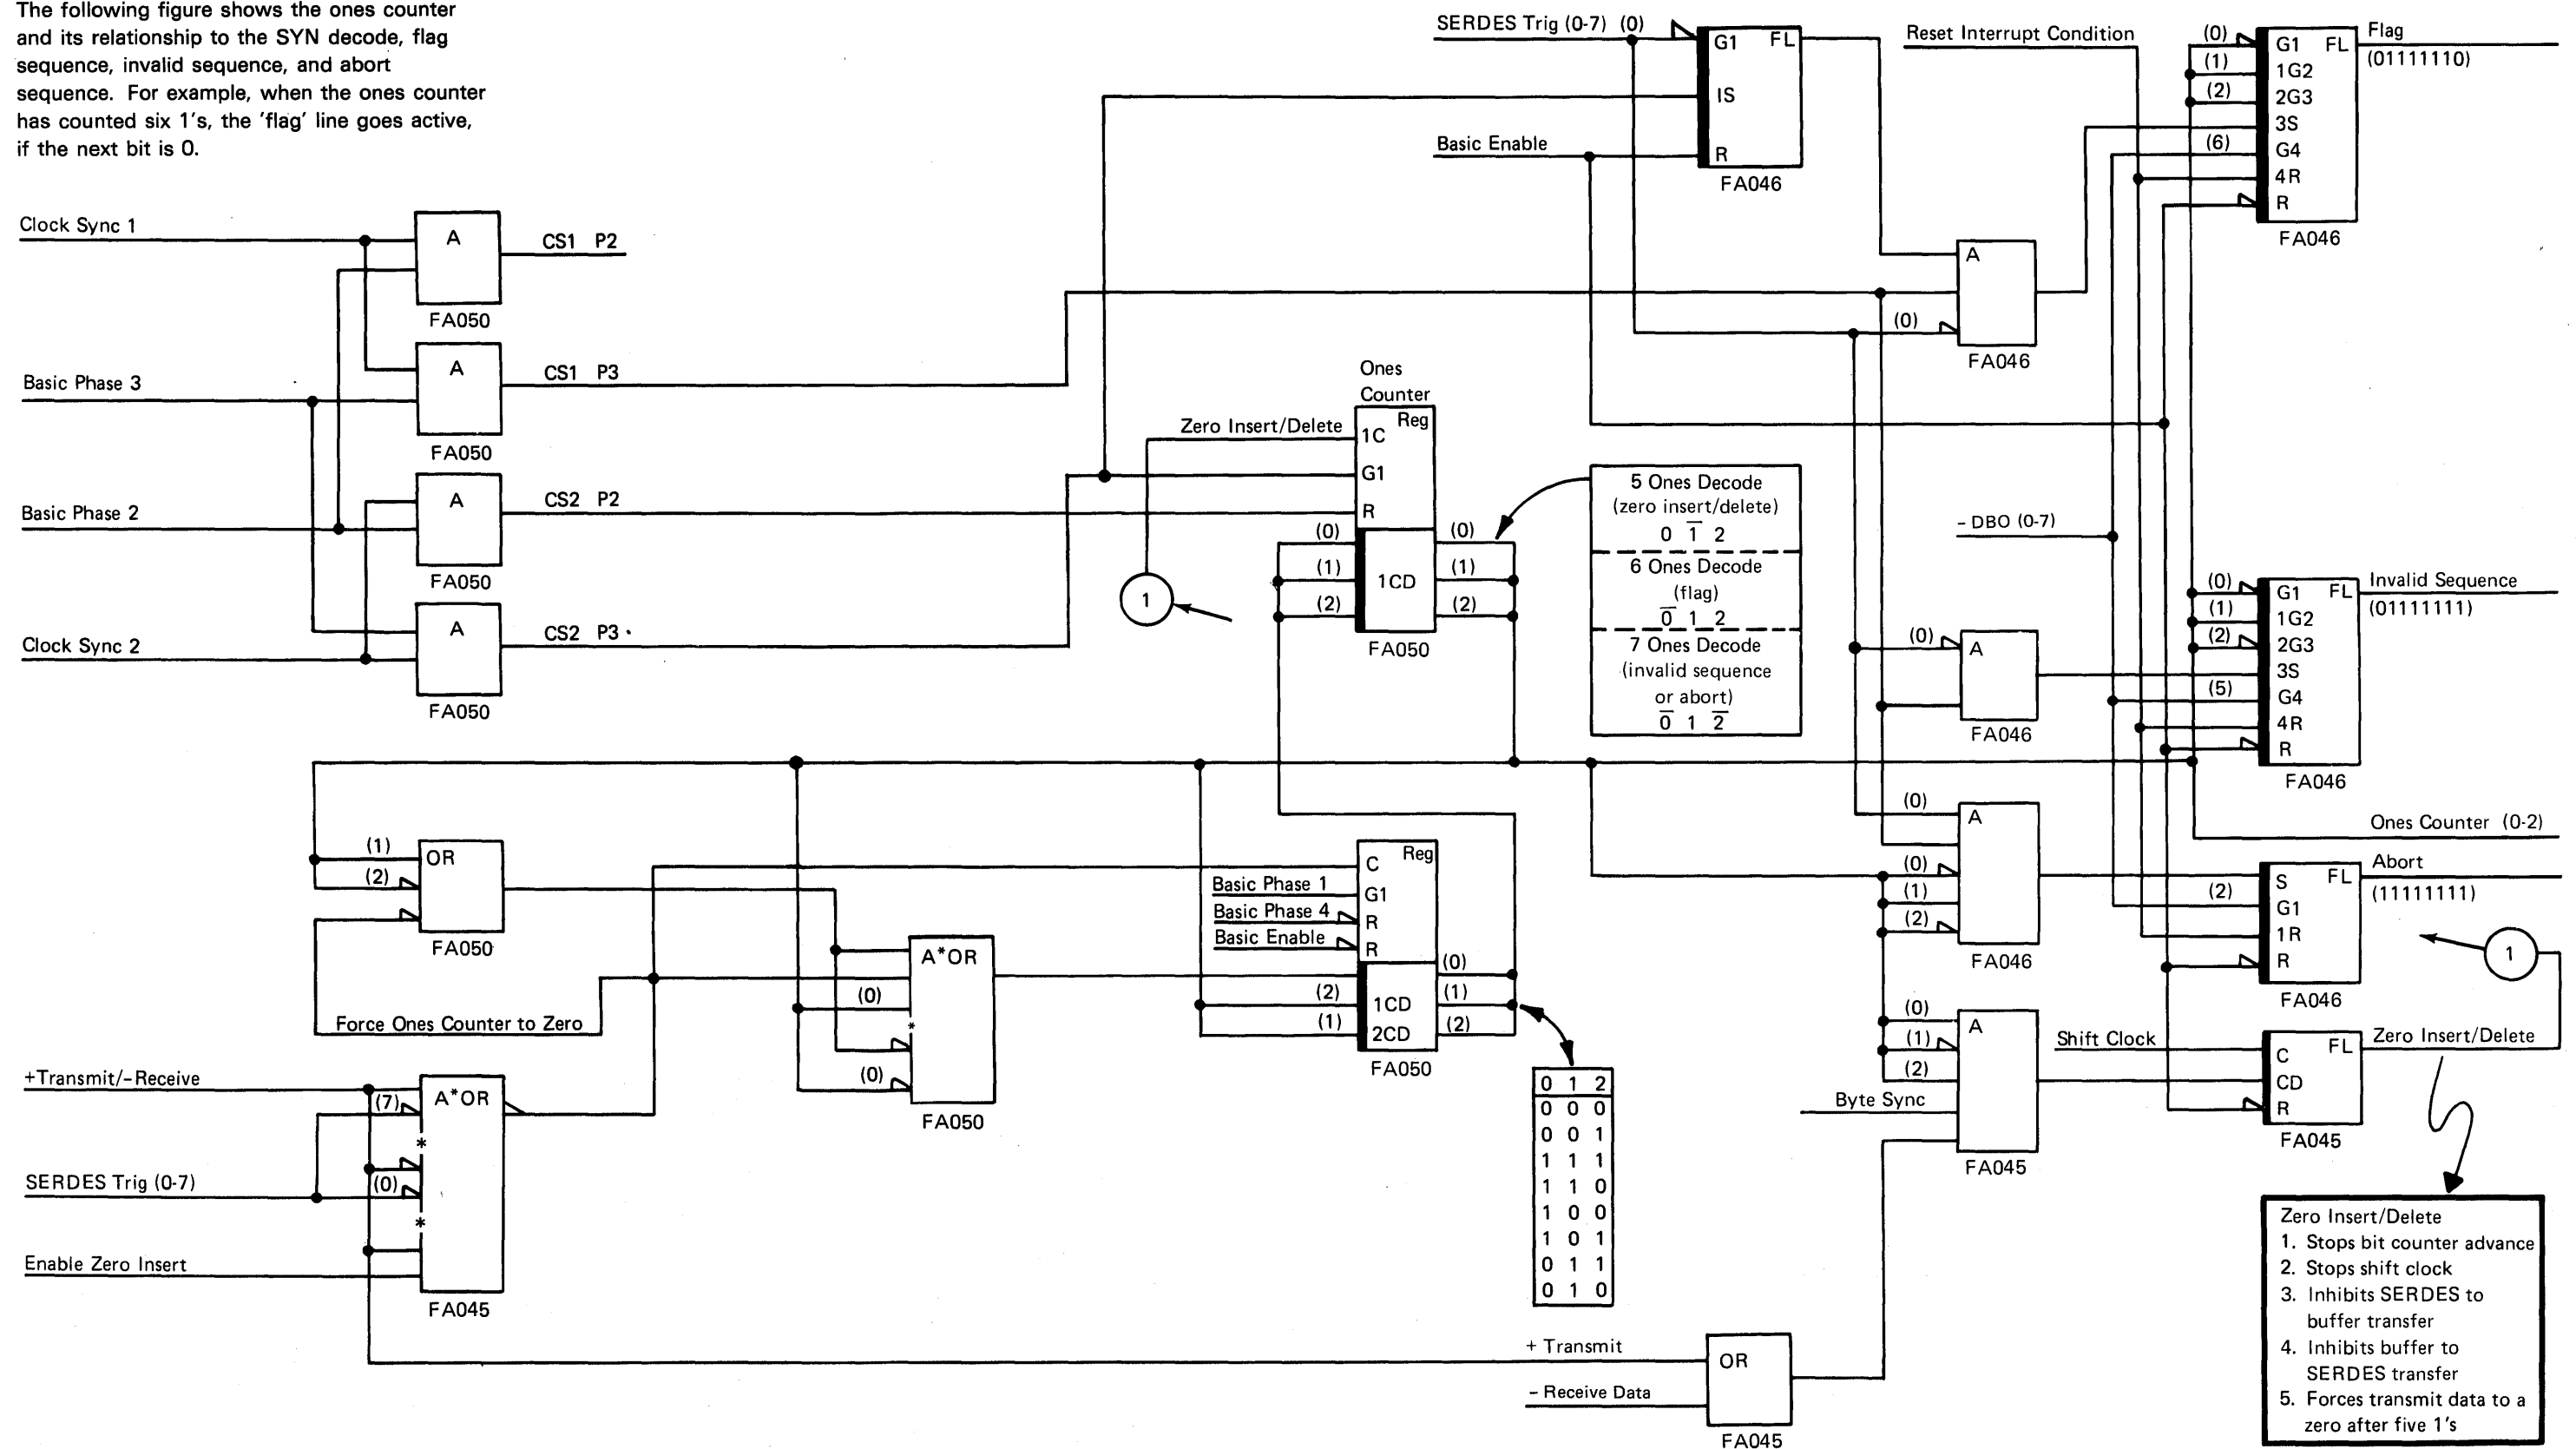 The following figure shows the ones counter
and its relationship to the SYN decode, flag
sequence, invalid sequence, and abort
sequence. For example, when the ones counter
has counted six 1's, the 'flag' line goes active,
if the next bit is 0.
Clock Sync 1
A
CS1 P2
FA050
Basic Phase 3
A
CS1 P3
FA050
Basic Phase 2
A
CS2 P2
FA050
Clock Sync 2
A
CS2 P3
FA050
SERDES Trig (0-7) (0)
G1 FL
IS
Basic Enable
R
FA046
Reset Interrupt Condition
A
(0)
FA046
(0) G1 FL
(1) 1G2
(2) 2G3
3S
(6) G4
4R
R
FA046
Flag
(01111110)
Ones
Counter
Reg
Zero Insert/Delete
1C
G1
R
(0) (0)
(1) 1CD (1)
(2) (2)
FA050
1
5 Ones Decode
(zero insert/delete)
0 1̅ 2
6 Ones Decode
(flag)
0̅ 1 2
7 Ones Decode
(invalid sequence
or abort)
0̅ 1 2̅
- DBO (0-7)
(0) A
FA046
(0) G1 FL
(1) 1G2
(2) 2G3
3S
(5) G4
4R
R
FA046
Invalid Sequence
(01111111)
Ones Counter (0-2)
(0) A
(0)
(1)
(2)
FA046
S FL
(2) G1
1R
R
FA046
Abort
(11111111)
1
(1) OR
(2)
FA050
Force Ones Counter to Zero
A*OR
(0)
*
(0)
FA050
Reg
C
Basic Phase 1 G1
Basic Phase 4 R
Basic Enable R
(0)
(2) 1CD (1)
(1) 2CD (2)
FA050
0 1 2
0 0 0
0 0 1
1 1 1
1 1 0
1 0 0
1 0 1
0 1 1
0 1 0
+Transmit/-Receive
(7) A*OR
*
SERDES Trig (0-7) (0)
*
Enable Zero Insert
FA045
(0) A
(1)
(2)
Byte Sync
FA045
Shift Clock
C FL
CD
R
FA045
Zero Insert/Delete
+ Transmit
OR
- Receive Data
FA045
Zero Insert/Delete
1. Stops bit counter advance
2. Stops shift clock
3. Inhibits SERDES to
buffer transfer
4. Inhibits buffer to
SERDES transfer
5. Forces transmit data to a
zero after five 1's